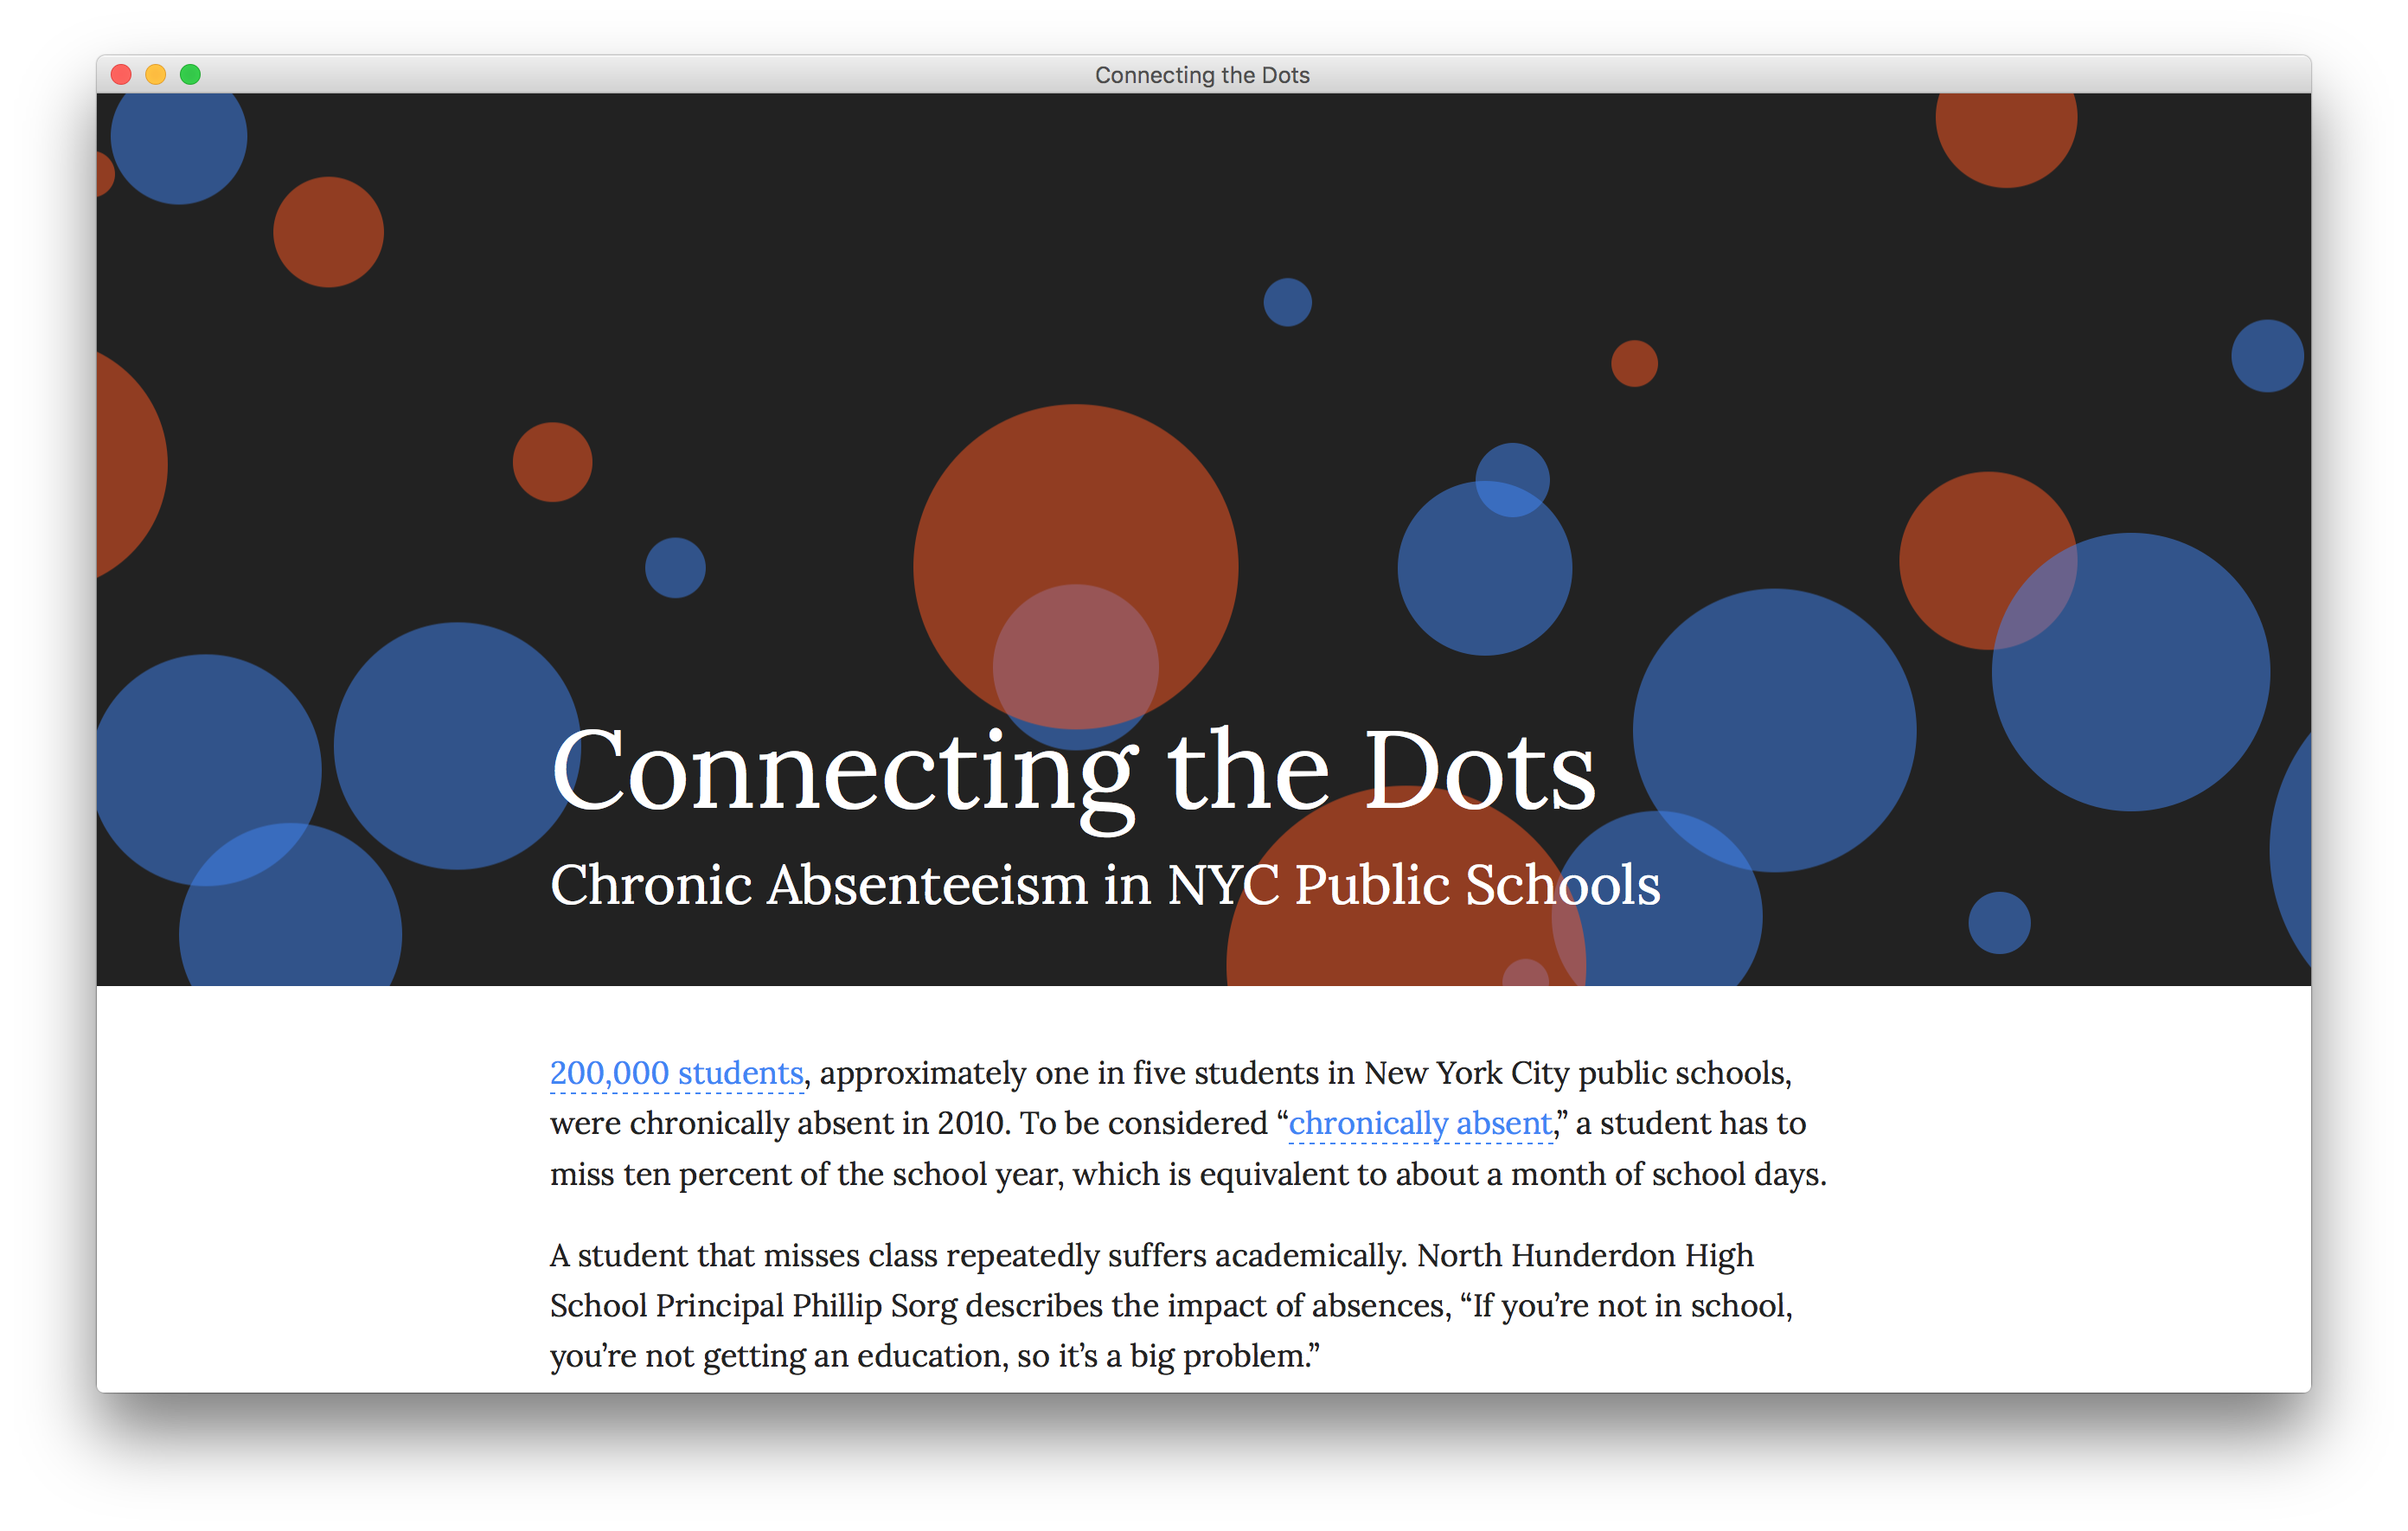 Connecting the Dots
Connecting the Dots
Chronic Absenteeism in NYC Public Schools
200,000 students, approximately one in five students in New York City public schools,
were chronically absent in 2010. To be considered “chronically absent,” a student has to
miss ten percent of the school year, which is equivalent to about a month of school days.
A student that misses class repeatedly suffers academically. North Hunderdon High
School Principal Phillip Sorg describes the impact of absences, “If you’re not in school,
you’re not getting an education, so it’s a big problem.”